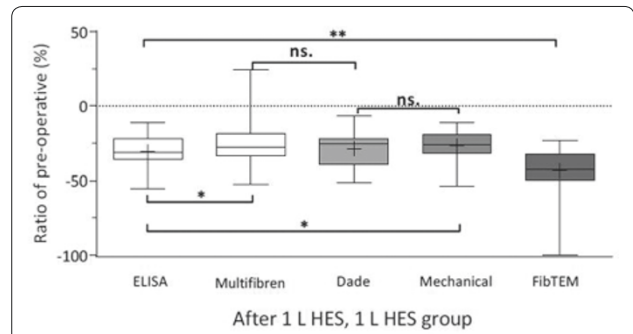 50
**
ns.
0
ns.
-50
*
*
-100
Ratio of pre-operative (%)
ELISA Multifibren Dade Mechanical FibTEM
After 1 L HES, 1 L HES group